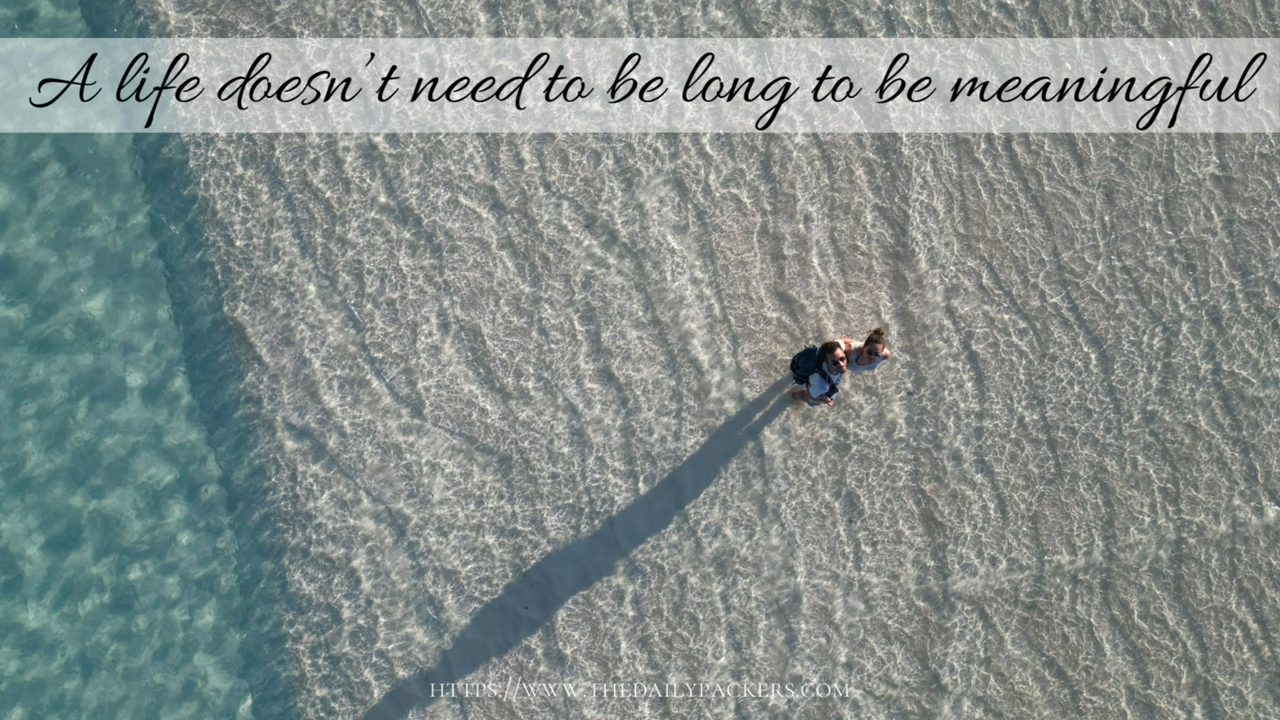 A life doesn't need to be long to be meaningful
HTTPS://WWW.THEDAILYPACKERS.COM